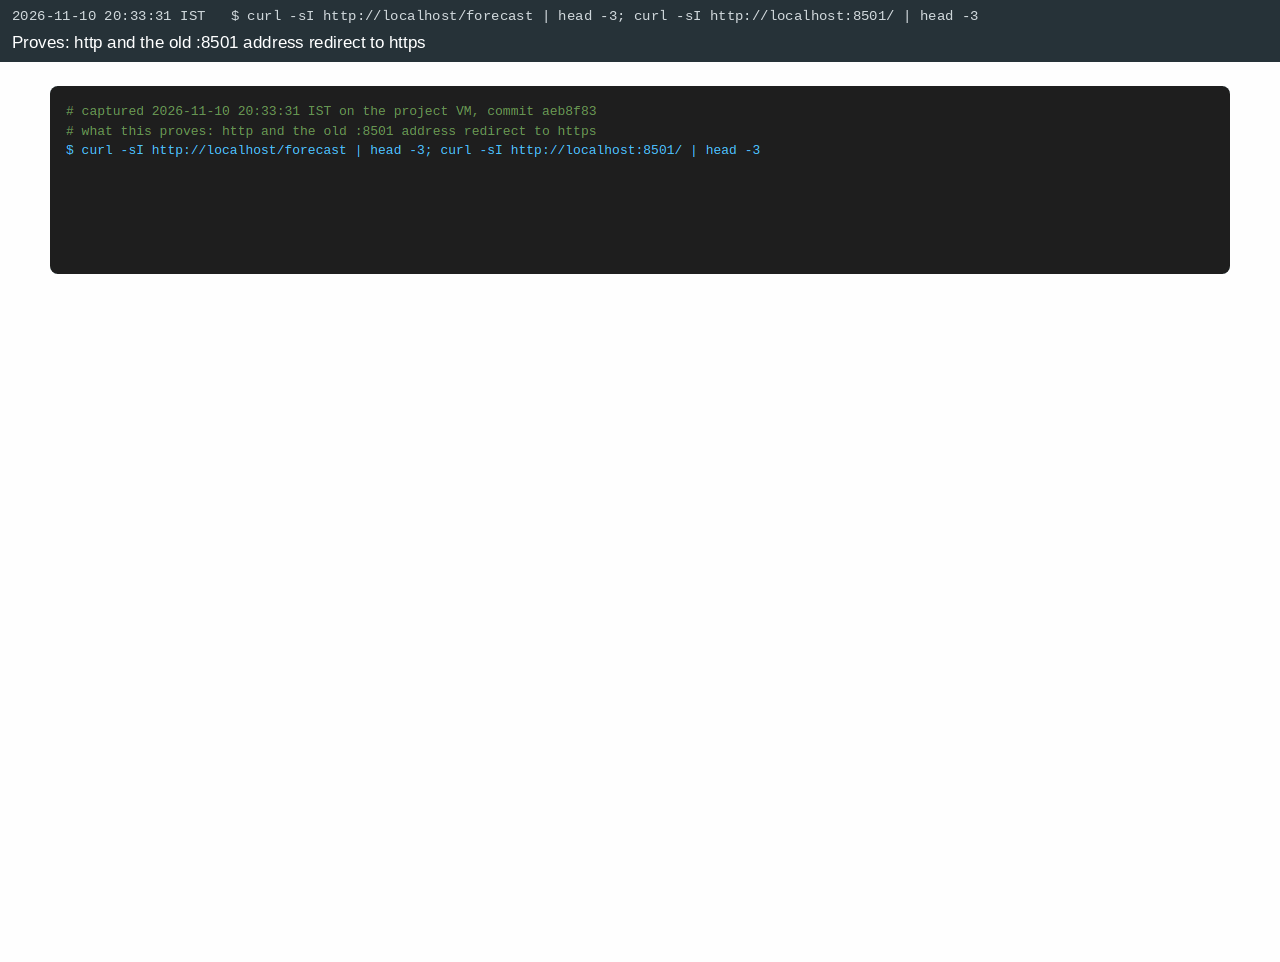 2026-11-10 20:33:31 IST   $ curl -sI http://localhost/forecast | head -3; curl -sI http://localhost:8501/ | head -3
Proves: http and the old :8501 address redirect to https
# captured 2026-11-10 20:33:31 IST on the project VM, commit aeb8f83
# what this proves: http and the old :8501 address redirect to https
$ curl -sI http://localhost/forecast | head -3; curl -sI http://localhost:8501/ | head -3